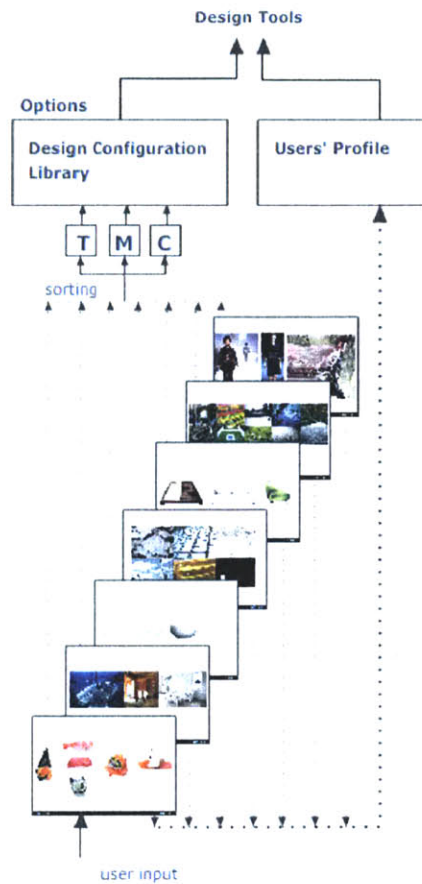 Design Tools
Options
Design Configuration
Library
Users' Profile
T M C
sorting
user input